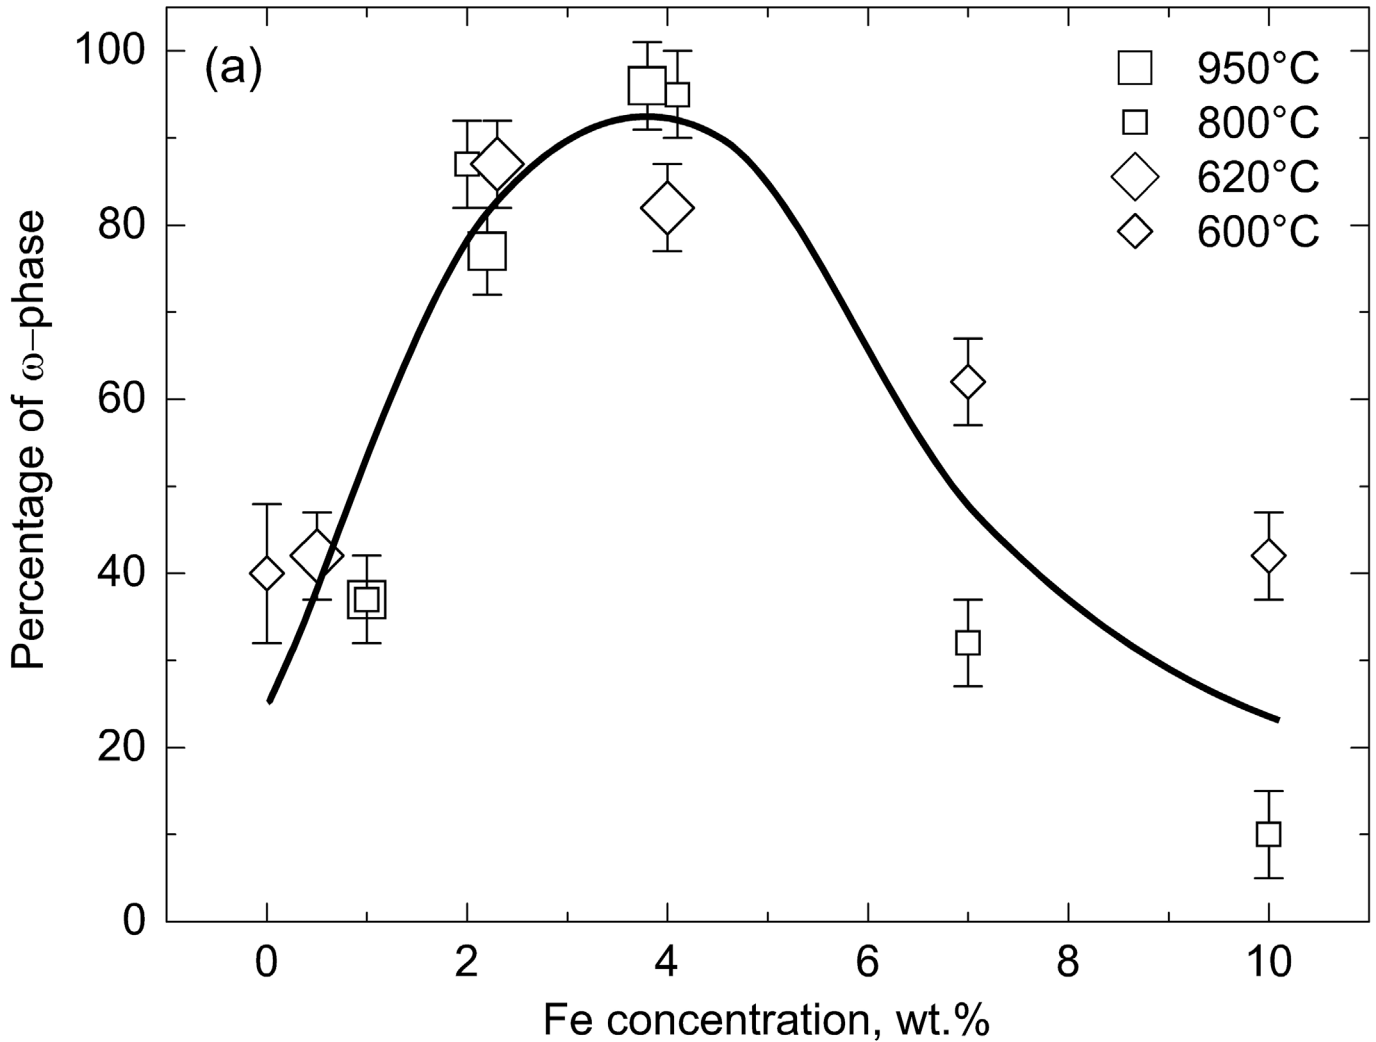 (a)
950°C
800°C
620°C
600°C
100
80
60
40
20
0
Percentage of ω–phase
0 2 4 6 8 10
Fe concentration, wt.%